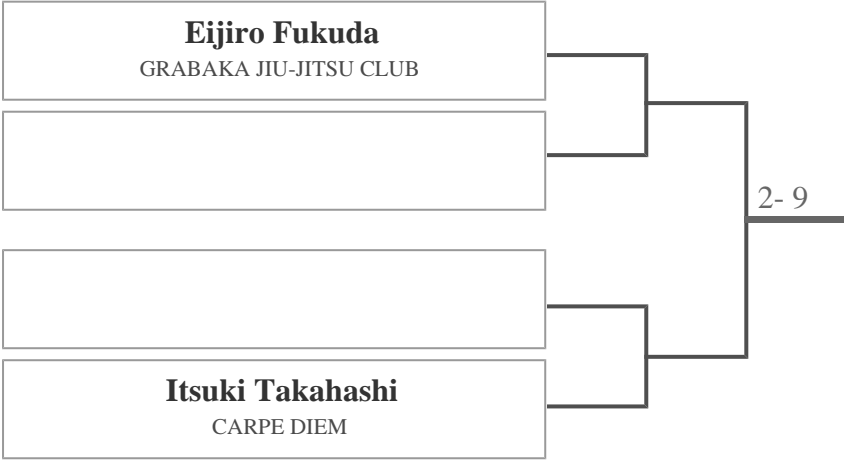 Eijiro Fukuda
GRABAKA JIU-JITSU CLUB
2- 9
Itsuki Takahashi
CARPE DIEM